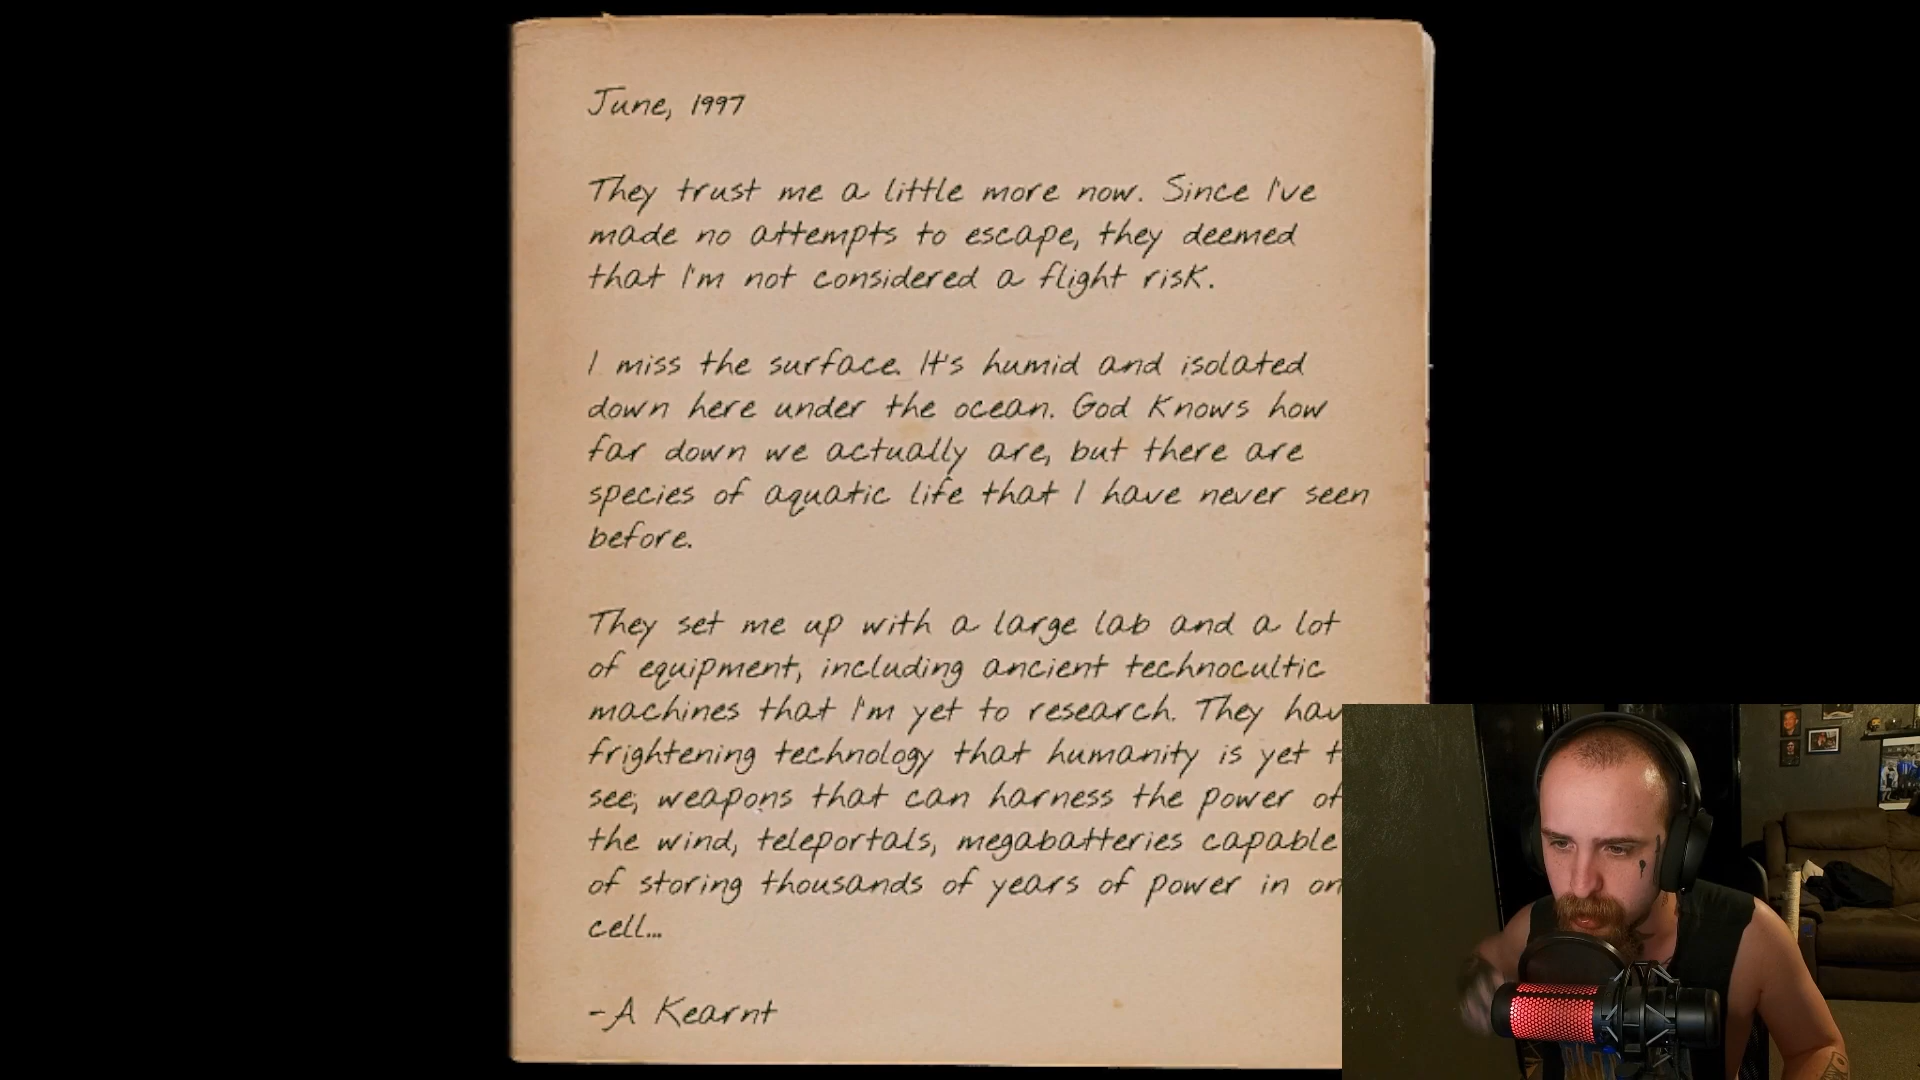 June, 1997
They trust me a little more now. Since I've
made no attempts to escape, they deemed
that I'm not considered a flight risk.
I miss the surface. It's humid and isolated
down here under the ocean. God knows how
far down we actually are, but there are
species of aquatic life that I have never seen
before.
They set me up with a large lab and a lot
of equipment, including ancient technocultic
machines that I'm yet to research. They
frightening technology that humanity is yet
see; weapons that can harness the power of
the wind, teleportals, megabatteries capable
of storing thousands of years of power in
cell...
-A Kearnt